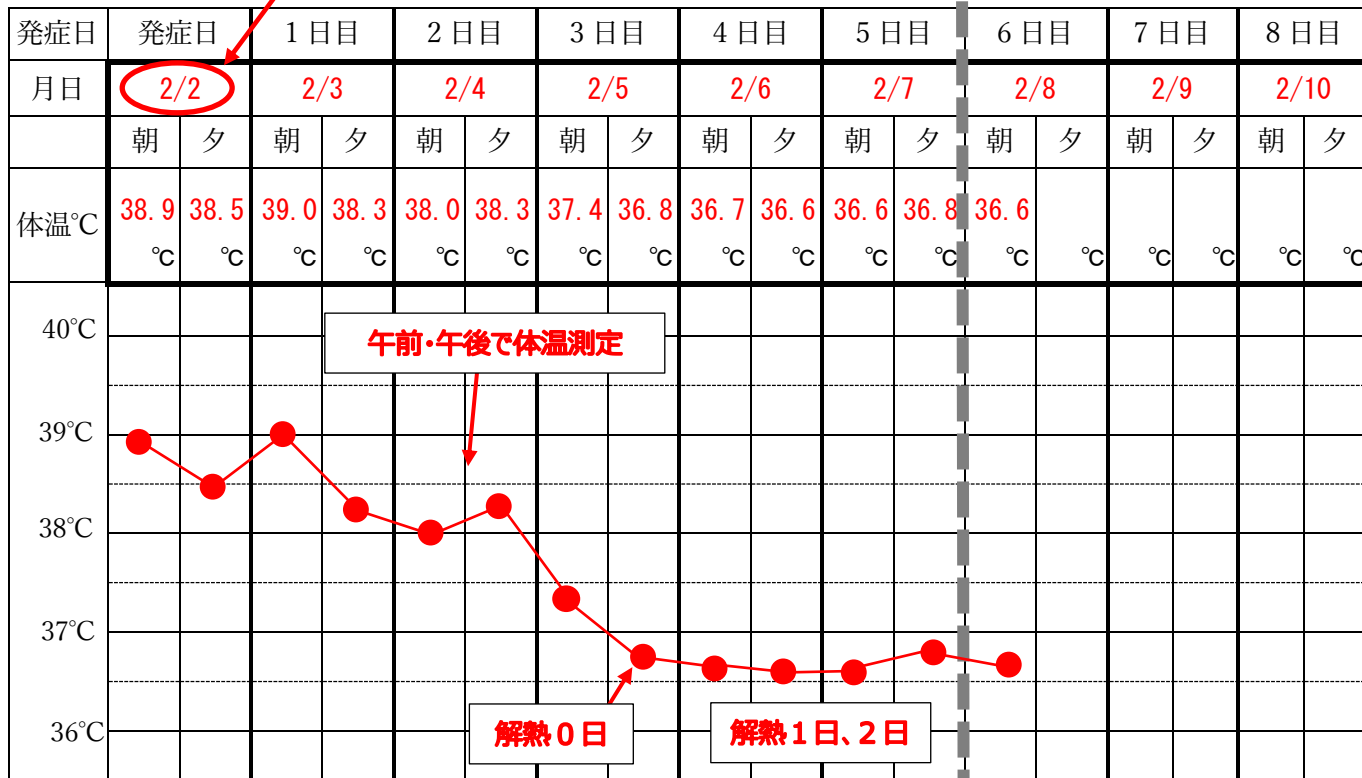 発症日 発症日 1日目 2日目 3日目 4日目 5日目 6日目 7日目 8日目
月日 2/2 2/3 2/4 2/5 2/6 2/7 2/8 2/9 2/10
朝 夕 朝 夕 朝 夕 朝 夕 朝 夕 朝 夕 朝 夕 朝 夕 朝 夕
体温℃ 38.9 38.5 39.0 38.3 38.0 38.3 37.4 36.8 36.7 36.6 36.6 36.8 36.6
℃ ℃ ℃ ℃ ℃ ℃ ℃ ℃ ℃ ℃ ℃ ℃ ℃ ℃ ℃ ℃ ℃ ℃
40℃
午前・午後で体温測定
39℃
38℃
37℃
解熱0日 解熱1日、2日
36℃